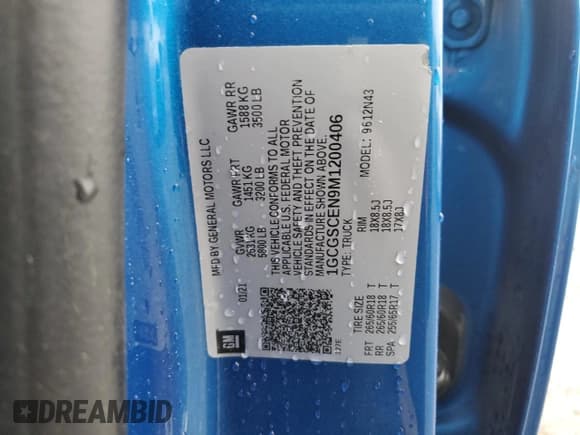 MFD BY GENERAL MOTORS LLC
01/21
GVWR
2631 KG
5800 LB
GAWR FRT
1451 KG
3200 LB
GAWR RR
1588 KG
3500 LB
THIS VEHICLE CONFORMS TO ALL
APPLICABLE U.S. FEDERAL MOTOR
VEHICLE SAFETY AND THEFT PREVENTION
STANDARDS IN EFFECT ON THE DATE OF
MANUFACTURE SHOWN ABOVE.
1GCGSCEN9M1200406
TYPE: TRUCK
MODEL: 9612N43
GM
127E
TIRE SIZE RIM
FRT 265/60R18 T 18X8.5J
RR 265/60R18 T 18X8.5J
SPA 255/65R17 T 17X8J
DREAMBID